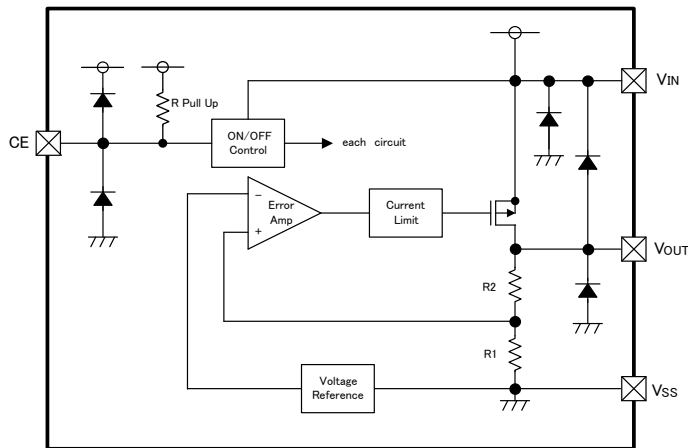 VIN
R Pull Up
CE
ON/OFF
Control
each circuit
−
Error
Amp
+
Current
Limit
VOUT
R2
R1
Voltage
Reference
VSS